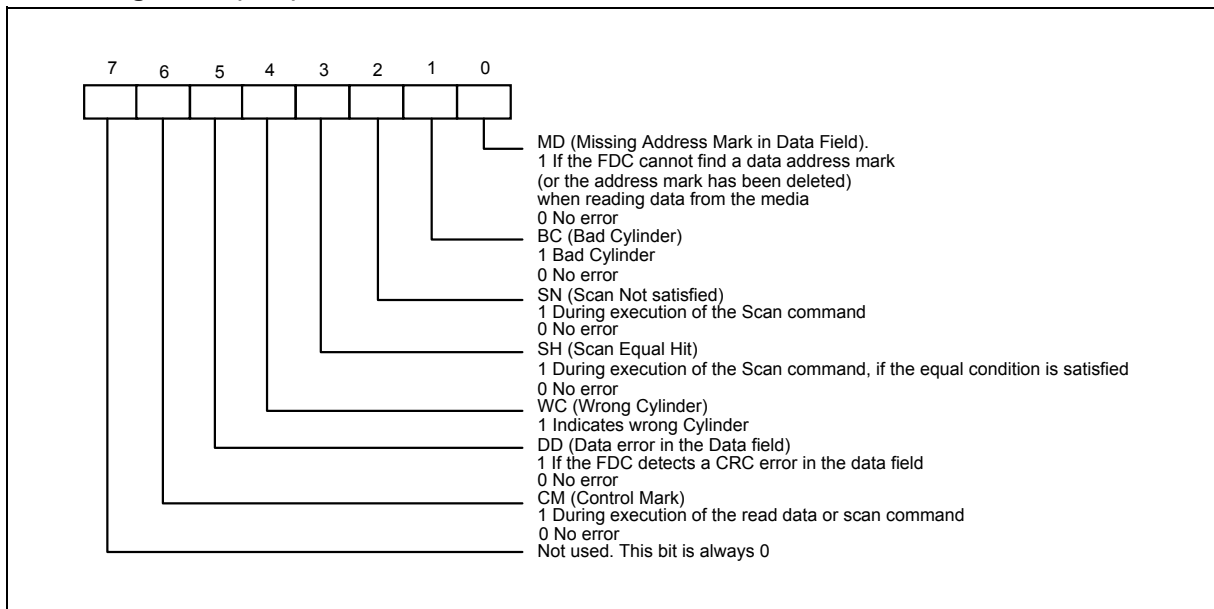 7 6 5 4 3 2 1 0
MD (Missing Address Mark in Data Field).
1 If the FDC cannot find a data address mark
(or the address mark has been deleted)
when reading data from the media
0 No error
BC (Bad Cylinder)
1 Bad Cylinder
0 No error
SN (Scan Not satisfied)
1 During execution of the Scan command
0 No error
SH (Scan Equal Hit)
1 During execution of the Scan command, if the equal condition is satisfied
0 No error
WC (Wrong Cylinder)
1 Indicates wrong Cylinder
DD (Data error in the Data field)
1 If the FDC detects a CRC error in the data field
0 No error
CM (Control Mark)
1 During execution of the read data or scan command
0 No error
Not used. This bit is always 0